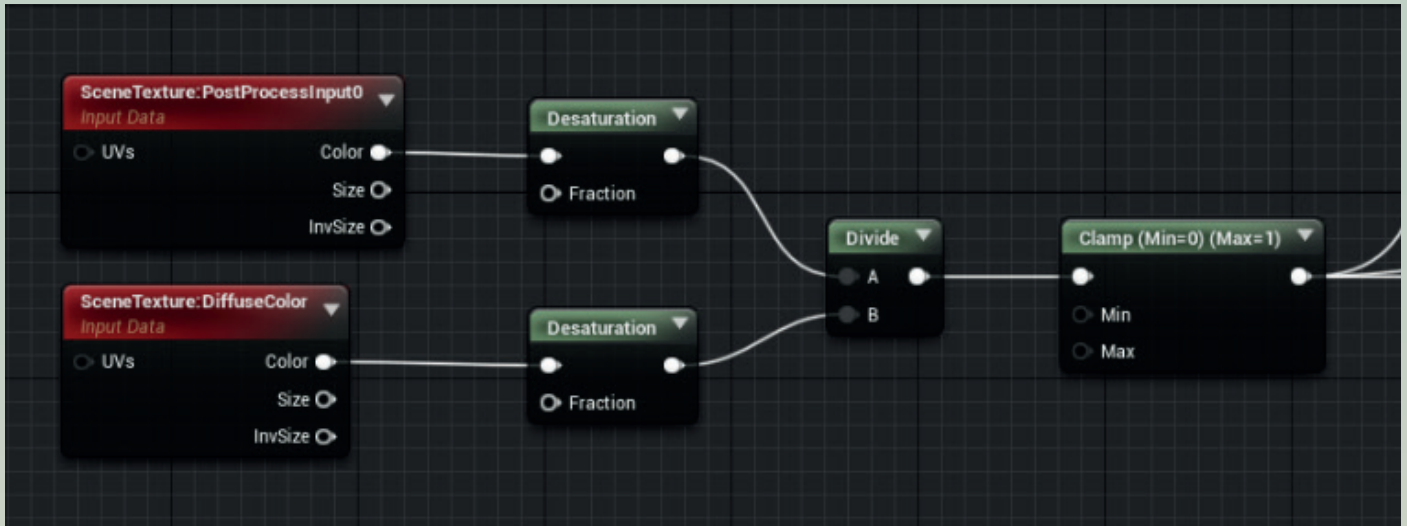 SceneTexture:PostProcessInput0
Input Data
UVs
Color
Size
InvSize
Desaturation
Fraction
SceneTexture:DiffuseColor
Input Data
UVs
Color
Size
InvSize
Desaturation
Fraction
Divide
A
B
Clamp (Min=0) (Max=1)
Min
Max